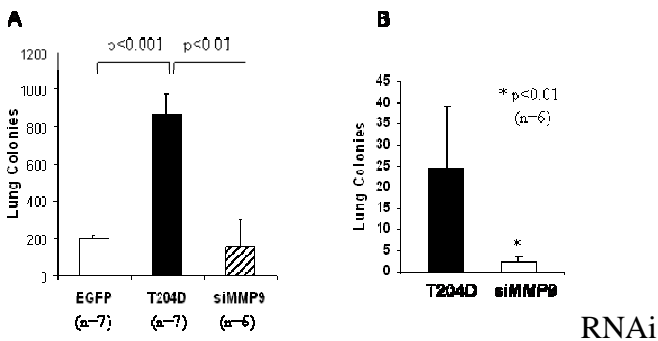 A
p<0.001 p<0.01
1200
1000
800
600
400
200
0
Lung Colonies
EGFP T204D siMMP9
(n=7) (n=7) (n=6)
B
* p<0.01
(n=6)
45
40
35
30
25
20
15
10
5
0
Lung Colonies
*
T204D siMMP9
RNAi